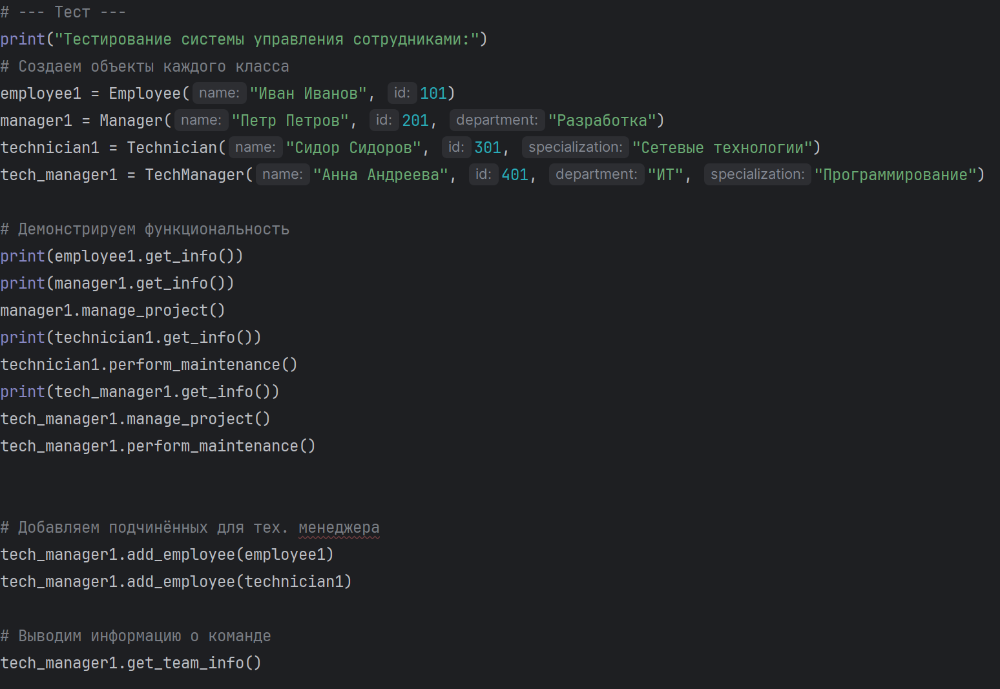 # --- Тест ---
print("Тестирование системы управления сотрудниками:")
# Создаем объекты каждого класса
employee1 = Employee( name: "Иван Иванов", id: 101)
manager1 = Manager( name: "Петр Петров", id: 201, department: "Разработка")
technician1 = Technician( name: "Сидор Сидоров", id: 301, specialization: "Сетевые технологии")
tech_manager1 = TechManager( name: "Анна Андреева", id: 401, department: "ИТ", specialization: "Программирование")
# Демонстрируем функциональность
print(employee1.get_info())
print(manager1.get_info())
manager1.manage_project()
print(technician1.get_info())
technician1.perform_maintenance()
print(tech_manager1.get_info())
tech_manager1.manage_project()
tech_manager1.perform_maintenance()
# Добавляем подчинённых для тех. менеджера
tech_manager1.add_employee(employee1)
tech_manager1.add_employee(technician1)
# Выводим информацию о команде
tech_manager1.get_team_info()